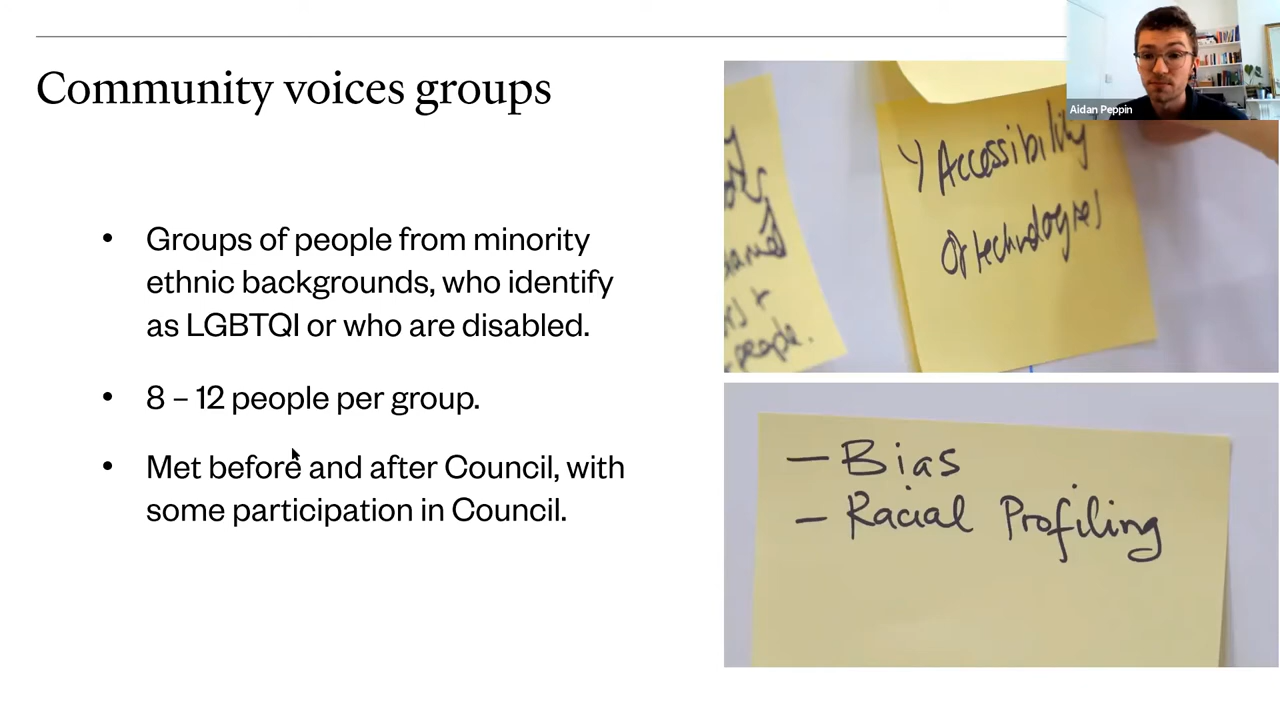 Community voices groups
• Groups of people from minority
ethnic backgrounds, who identify
as LGBTQI or who are disabled.
• 8 – 12 people per group.
• Met before and after Council, with
some participation in Council.
Aidan Peppin
Accessibility
Of technologies
people.
– Bias
– Racial Profiling